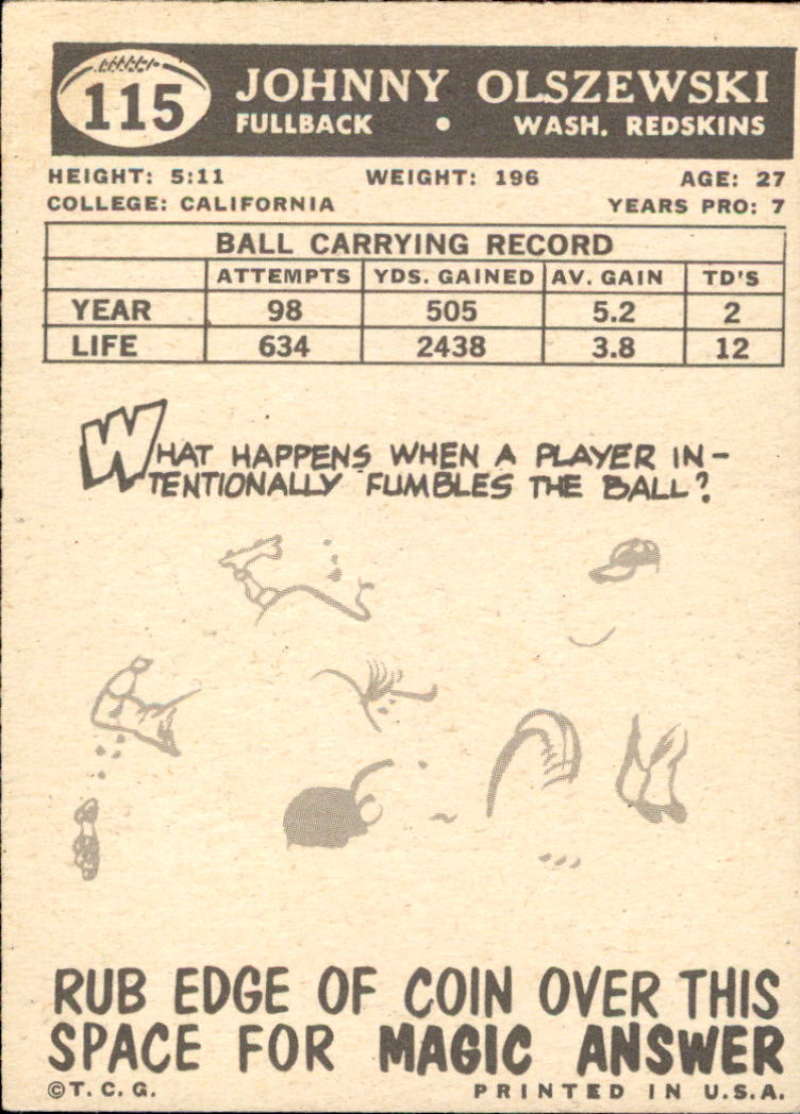 115
JOHNNY OLSZEWSKI
FULLBACK • WASH. REDSKINS
HEIGHT: 5:11 WEIGHT: 196 AGE: 27
COLLEGE: CALIFORNIA YEARS PRO: 7
BALL CARRYING RECORD
ATTEMPTS YDS. GAINED AV. GAIN TD'S
YEAR 98 505 5.2 2
LIFE 634 2438 3.8 12
WHAT HAPPENS WHEN A PLAYER IN-
TENTIONALLY FUMBLES THE BALL?
RUB EDGE OF COIN OVER THIS
SPACE FOR MAGIC ANSWER
©T. C. G. PRINTED IN U.S.A.